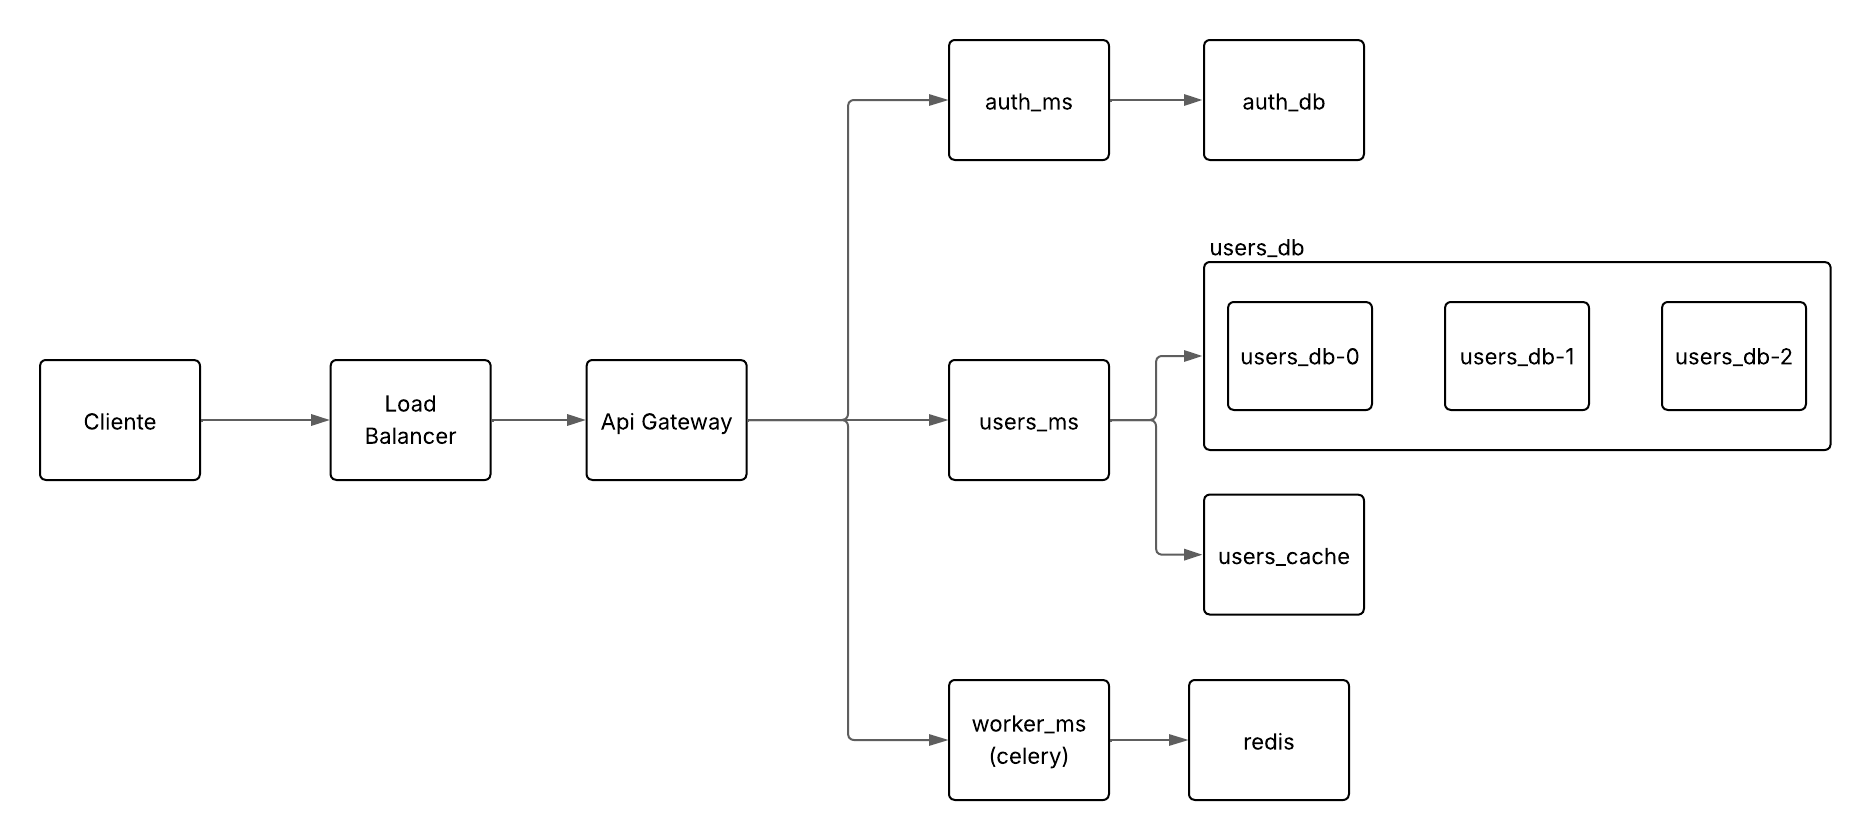 Cliente
Load
Balancer
Api Gateway
auth_ms
auth_db
users_ms
users_db
users_db-0
users_db-1
users_db-2
users_cache
worker_ms
(celery)
redis